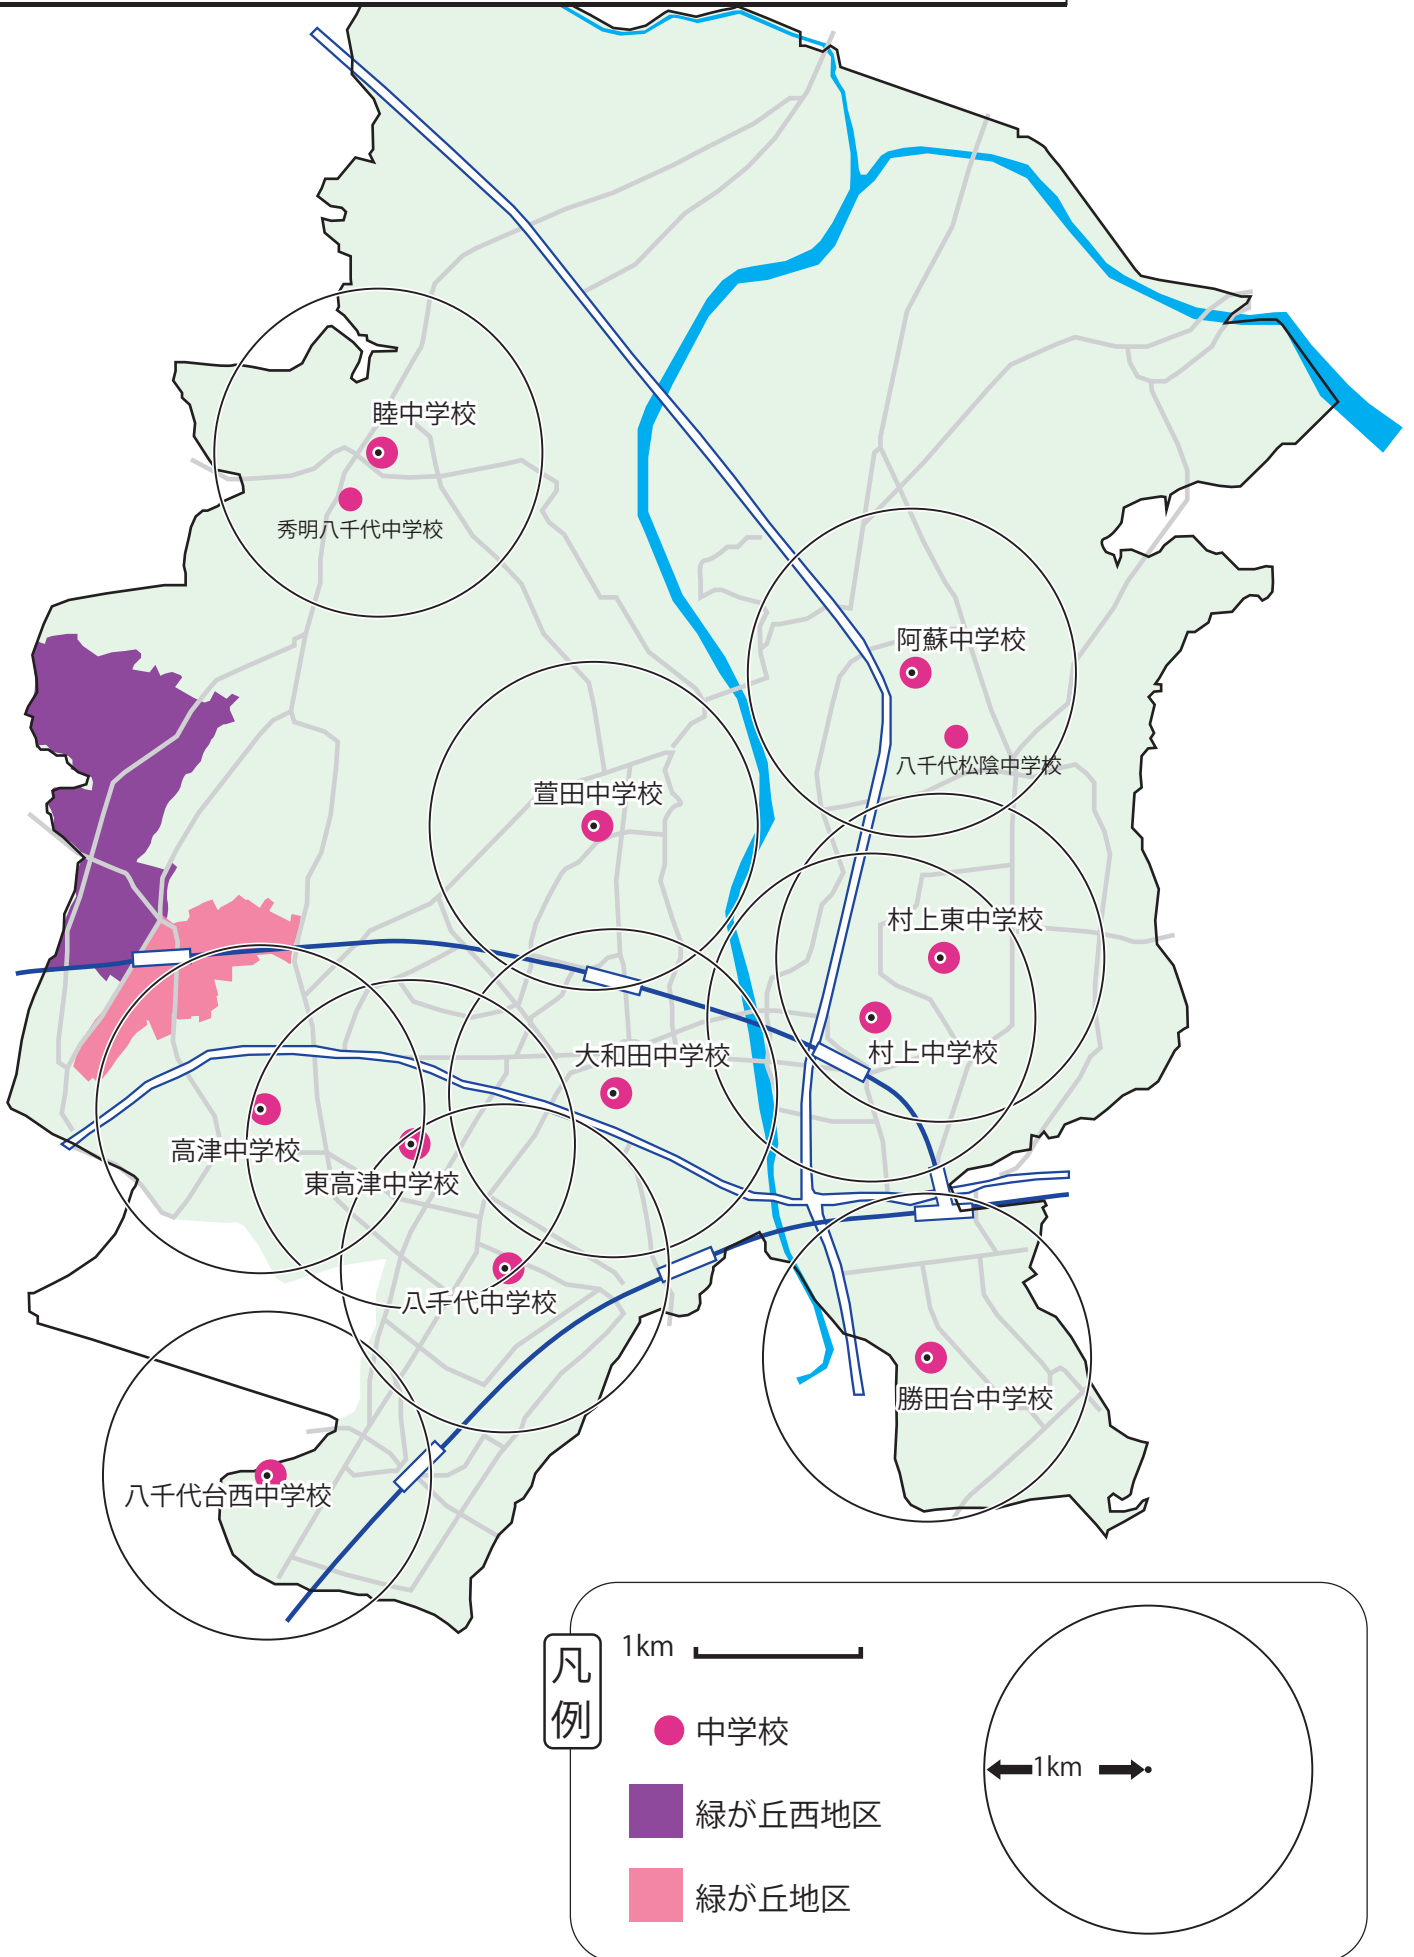 睦中学校
秀明八千代中学校
阿蘇中学校
八千代松陰中学校
萱田中学校
村上東中学校
村上中学校
大和田中学校
高津中学校
東高津中学校
八千代中学校
勝田台中学校
八千代台西中学校
凡例
1km
中学校
緑が丘西地区
緑が丘地区
1km